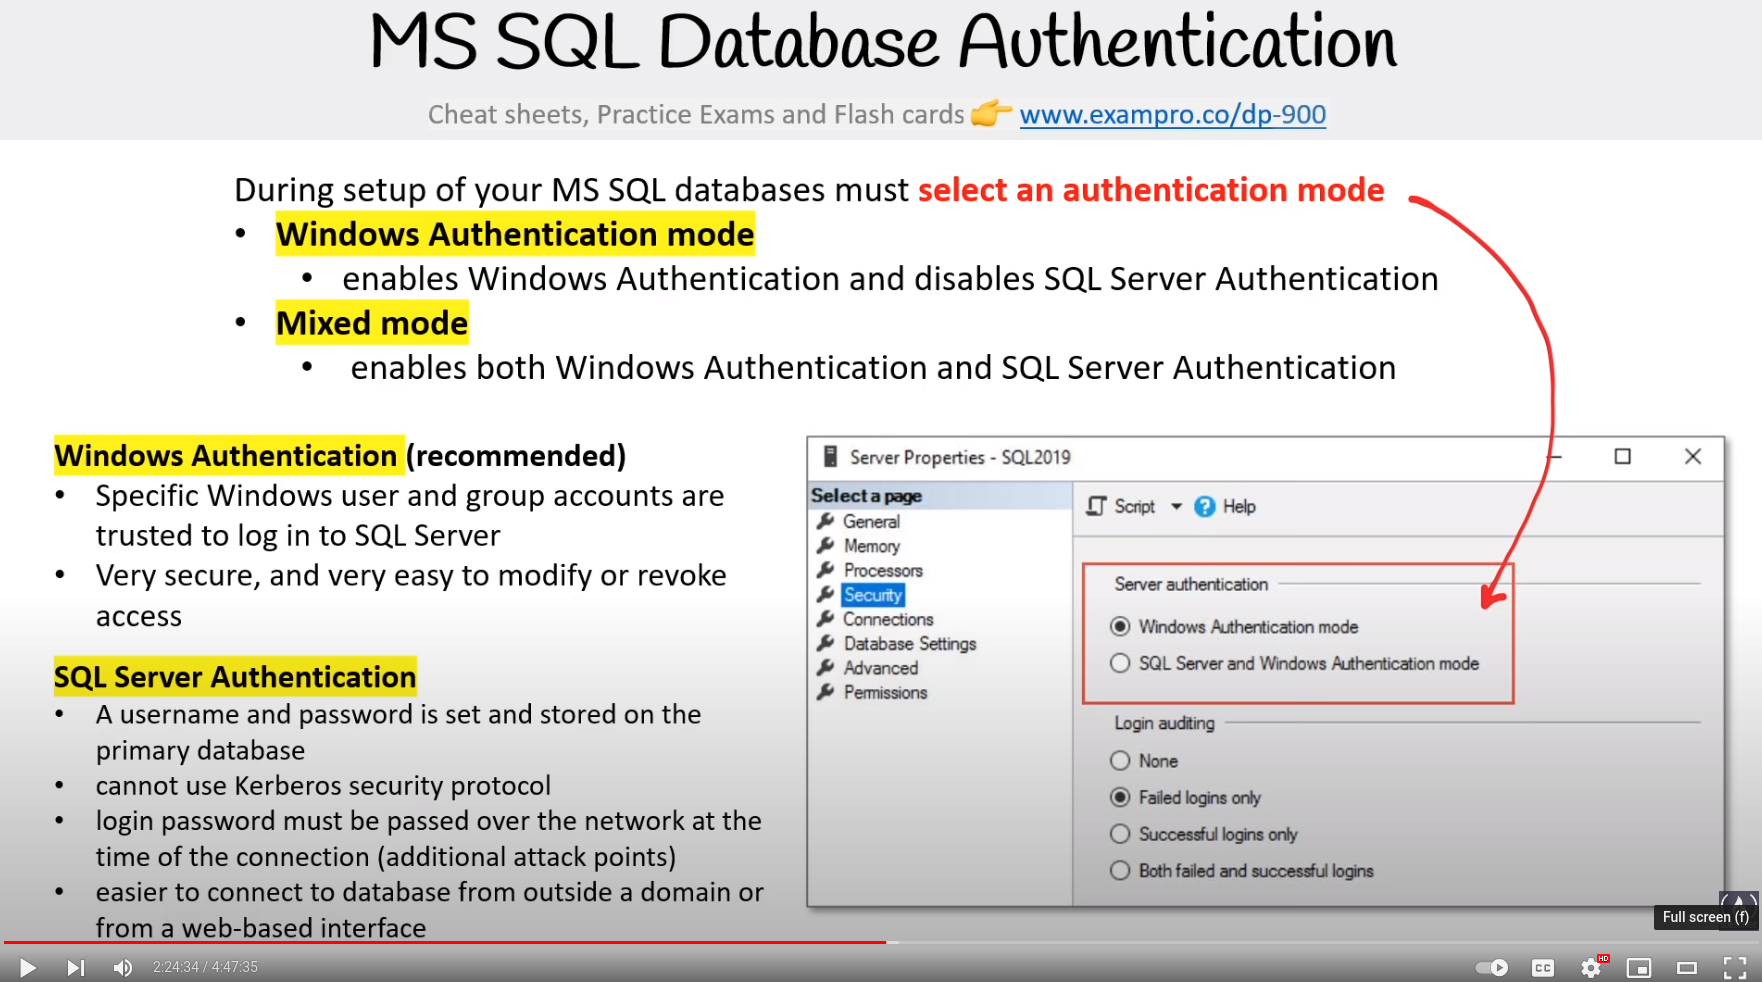 MS SQL Database Authentication
Cheat sheets, Practice Exams and Flash cards 👉 www.exampro.co/dp-900
During setup of your MS SQL databases must select an authentication mode
• Windows Authentication mode
• enables Windows Authentication and disables SQL Server Authentication
• Mixed mode
• enables both Windows Authentication and SQL Server Authentication
Windows Authentication (recommended)
• Specific Windows user and group accounts are
trusted to log in to SQL Server
• Very secure, and very easy to modify or revoke
access
SQL Server Authentication
• A username and password is set and stored on the
primary database
• cannot use Kerberos security protocol
• login password must be passed over the network at the
time of the connection (additional attack points)
• easier to connect to database from outside a domain or
from a web-based interface
Server Properties - SQL2019
Select a page
General
Memory
Processors
Security
Connections
Database Settings
Advanced
Permissions
Script
Help
Server authentication
Windows Authentication mode
SQL Server and Windows Authentication mode
Login auditing
None
Failed logins only
Successful logins only
Both failed and successful logins
Full screen (f)
2:24:34 / 4:47:35
CC
HD